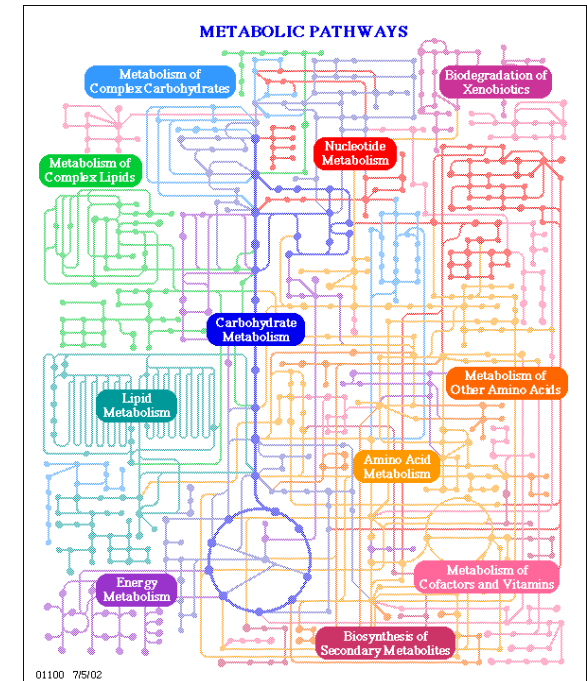 METABOLIC PATHWAYS
Metabolism of
Complex Carbohydrates
Biodegradation of
Xenobiotics
Nucleotide
Metabolism
Metabolism of
Complex Lipids
Carbohydrate
Metabolism
Metabolism of
Other Amino Acids
Lipid
Metabolism
Amino Acid
Metabolism
Metabolism of
Cofactors and Vitamins
Energy
Metabolism
Biosynthesis of
Secondary Metabolites
01100 7/5/02